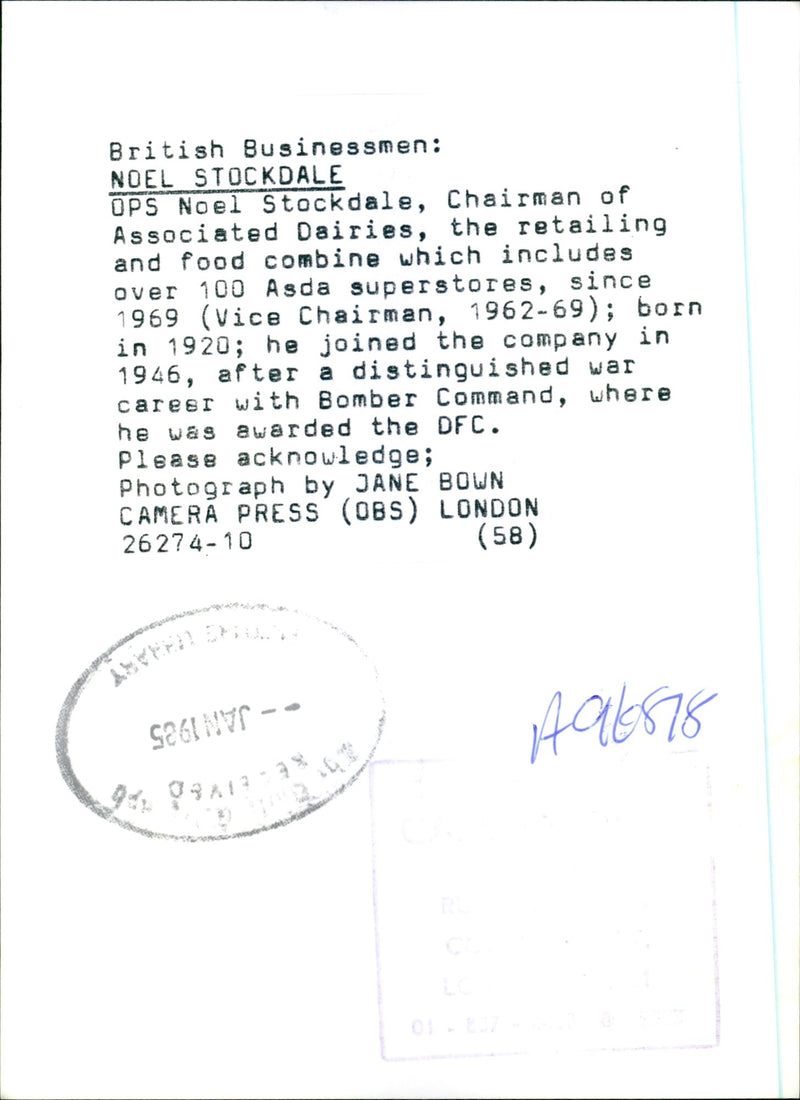 British Businessmen:
NOEL STOCKDALE
OPS Noel Stockdale, Chairman of
Associated Dairies, the retailing
and food combine which includes
over 100 Asda superstores, since
1969 (Vice Chairman, 1962-69); born
in 1920; he joined the company in
1946, after a distinguished war
career with Bomber Command, where
he was awarded the DFC.
Please acknowledge;
Photograph by JANE BOWN
CAMERA PRESS (OBS) LONDON
26274-10 (58)
-- JAN 1985
RECEIVED
A96878